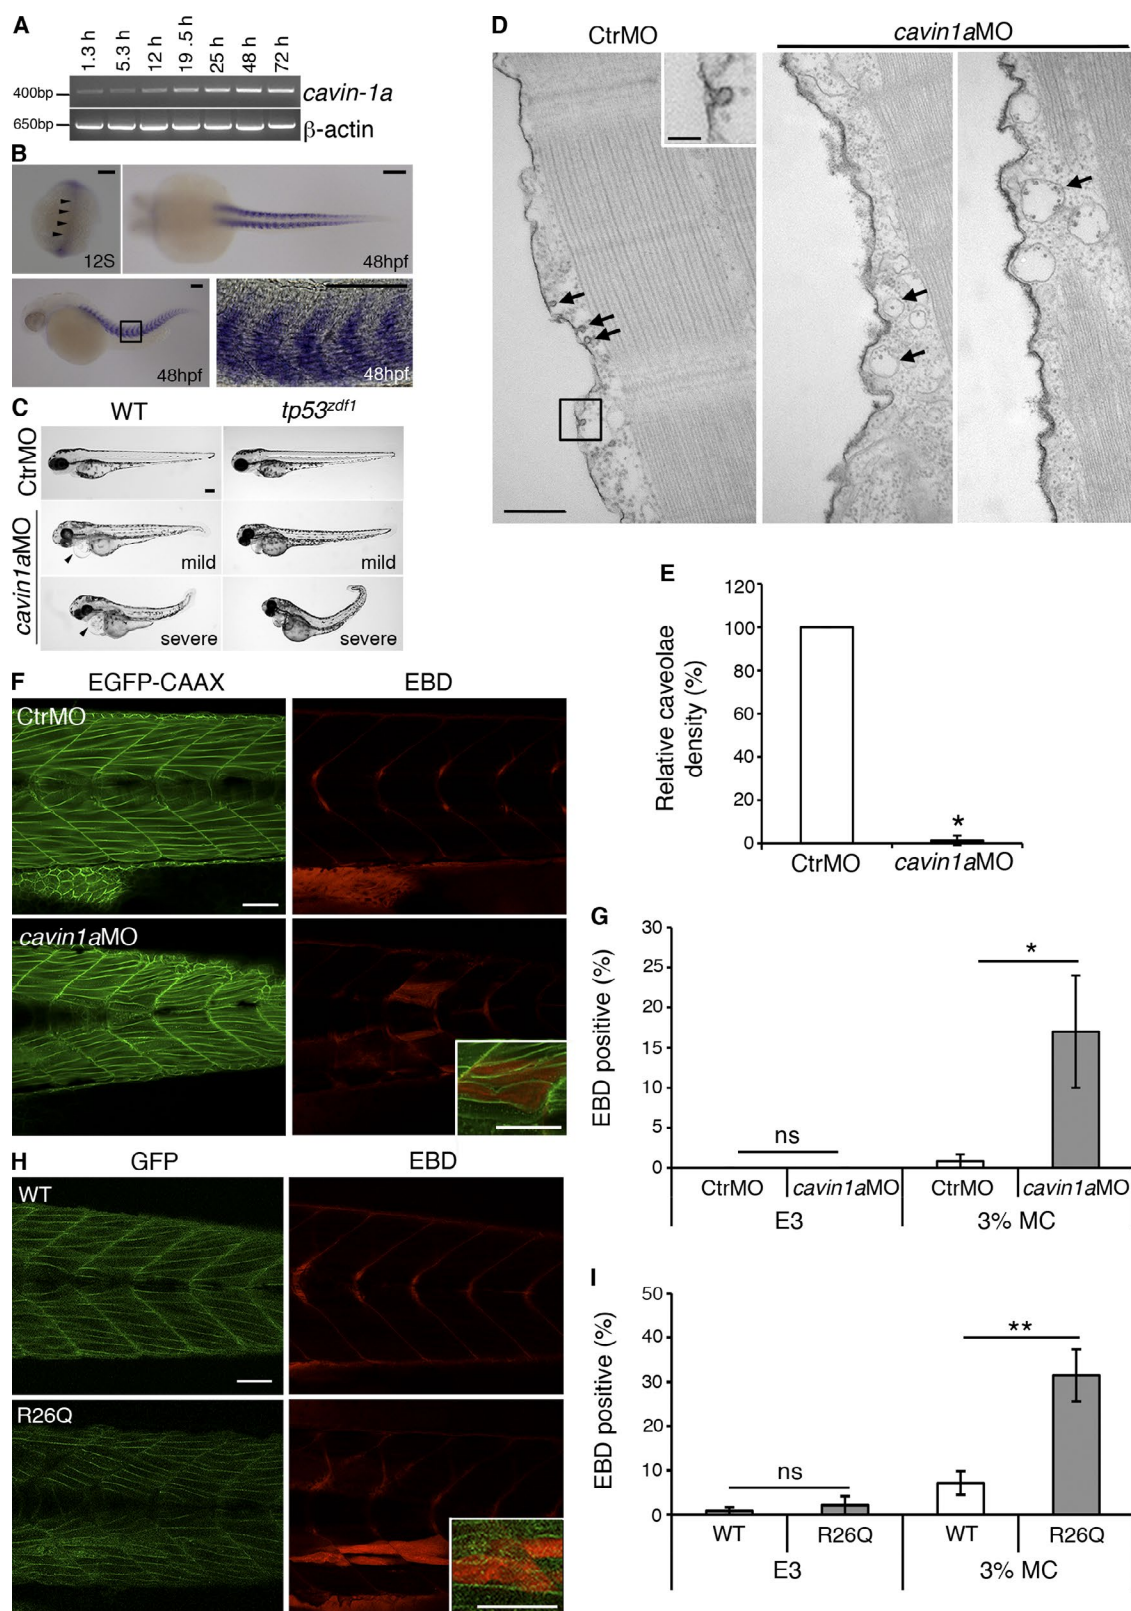 A
1.3 h
5.3 h
12 h
19 .5 h
25 h
48 h
72 h
400bp
cavin-1a
650bp
β-actin
B
12S
48hpf
48hpf
48hpf
C
WT
tp53zdf1
CtrMO
cavin1aMO
mild
mild
severe
severe
D
CtrMO
cavin1aMO
E
Relative caveolae
density (%)
120
100
80
60
40
20
0
*
CtrMO
cavin1aMO
F
EGFP-CAAX
EBD
CtrMO
cavin1aMO
G
EBD positive (%)
30
25
20
15
10
5
0
ns
*
CtrMO
cavin1aMO
CtrMO
cavin1aMO
E3
3% MC
H
GFP
EBD
WT
R26Q
I
EBD positive (%)
50
40
30
20
10
0
ns
**
WT
R26Q
WT
R26Q
E3
3% MC